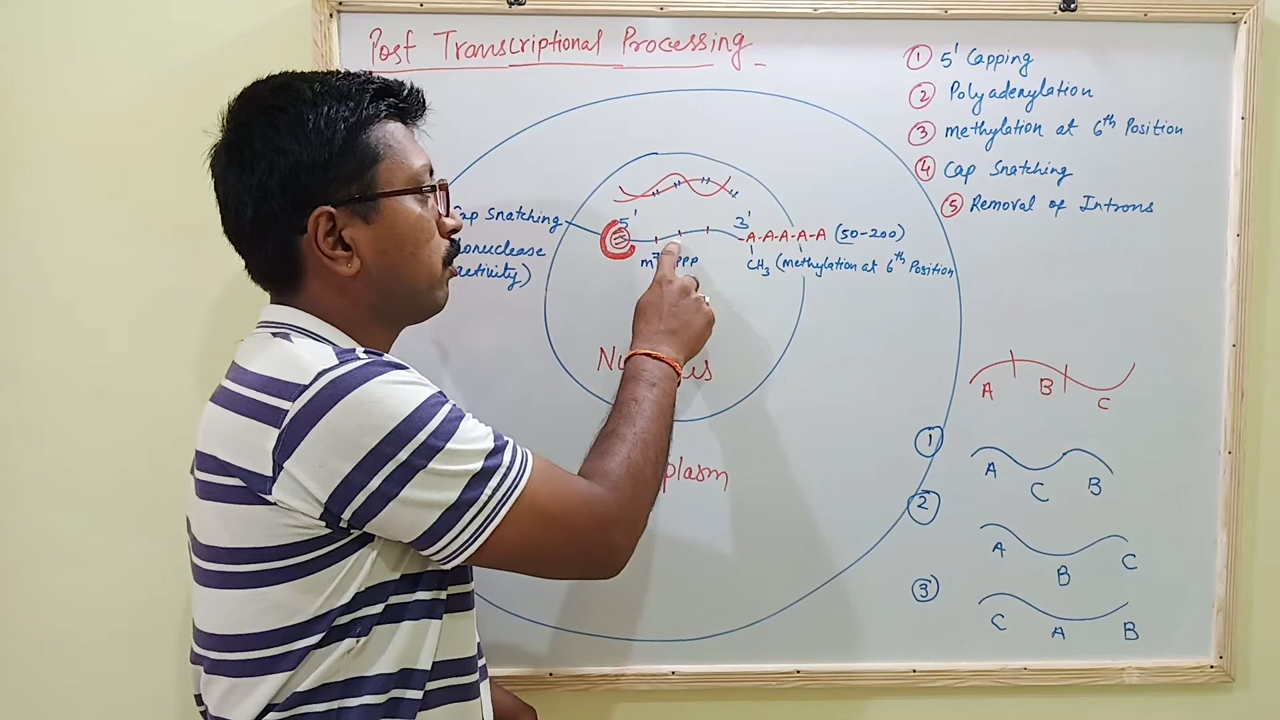 Post Transcriptional Processing
① 5' Capping
② Polyadenylation
③ methylation at 6th Position
④ Cap Snatching
⑤ Removal of Introns
Snatching
5'
3'
A-A-A-A-A (50-200)
CH3 (methylation at 6th Position
A B C
① A C B
② A B C
③ C A B